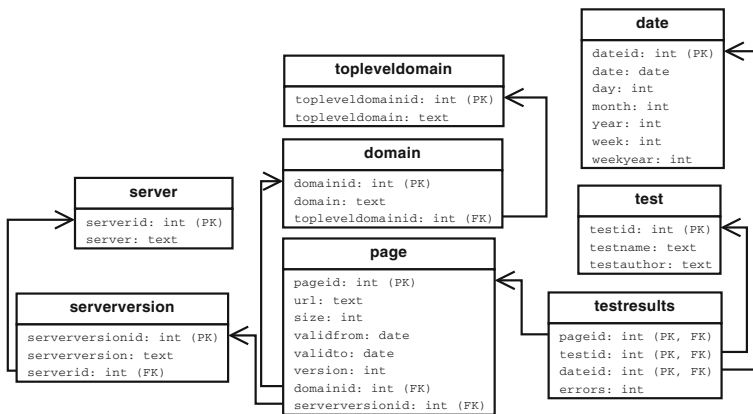 date
dateid: int (PK)
date: date
day: int
month: int
year: int
week: int
weekyear: int
topleveldomain
topleveldomainid: int (PK)
topleveldomain: text
domain
domainid: int (PK)
domain: text
topleveldomainid: int (FK)
server
serverid: int (PK)
server: text
test
testid: int (PK)
testname: text
testauthor: text
page
pageid: int (PK)
url: text
size: int
validfrom: date
validto: date
version: int
domainid: int (FK)
serverversionid: int (FK)
serverversion
serverversionid: int (PK)
serverversion: text
serverid: int (FK)
testresults
pageid: int (PK, FK)
testid: int (PK, FK)
dateid: int (PK, FK)
errors: int